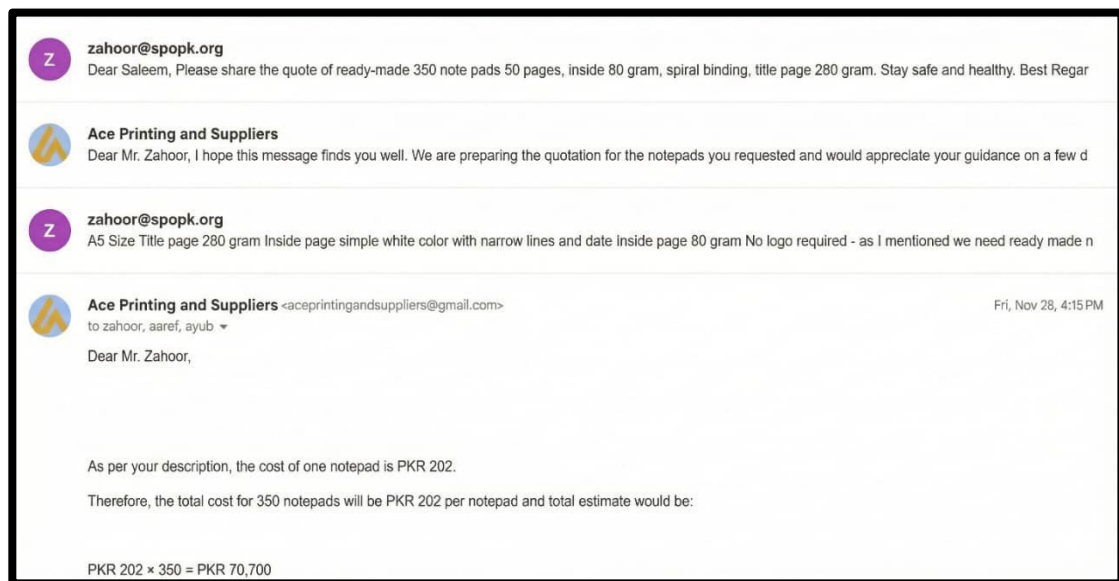 Z
zahoor@spopk.org
Dear Saleem, Please share the quote of ready-made 350 note pads 50 pages, inside 80 gram, spiral binding, title page 280 gram. Stay safe and healthy. Best Regar
Ace Printing and Suppliers
Dear Mr. Zahoor, I hope this message finds you well. We are preparing the quotation for the notepads you requested and would appreciate your guidance on a few d
Z
zahoor@spopk.org
A5 Size Title page 280 gram Inside page simple white color with narrow lines and date Inside page 80 gram No logo required - as I mentioned we need ready made n
Ace Printing and Suppliers <aceprintingandsuppliers@gmail.com> Fri, Nov 28, 4:15 PM
to zahoor, aaref, ayub
Dear Mr. Zahoor,
As per your description, the cost of one notepad is PKR 202.
Therefore, the total cost for 350 notepads will be PKR 202 per notepad and total estimate would be:
PKR 202 × 350 = PKR 70,700